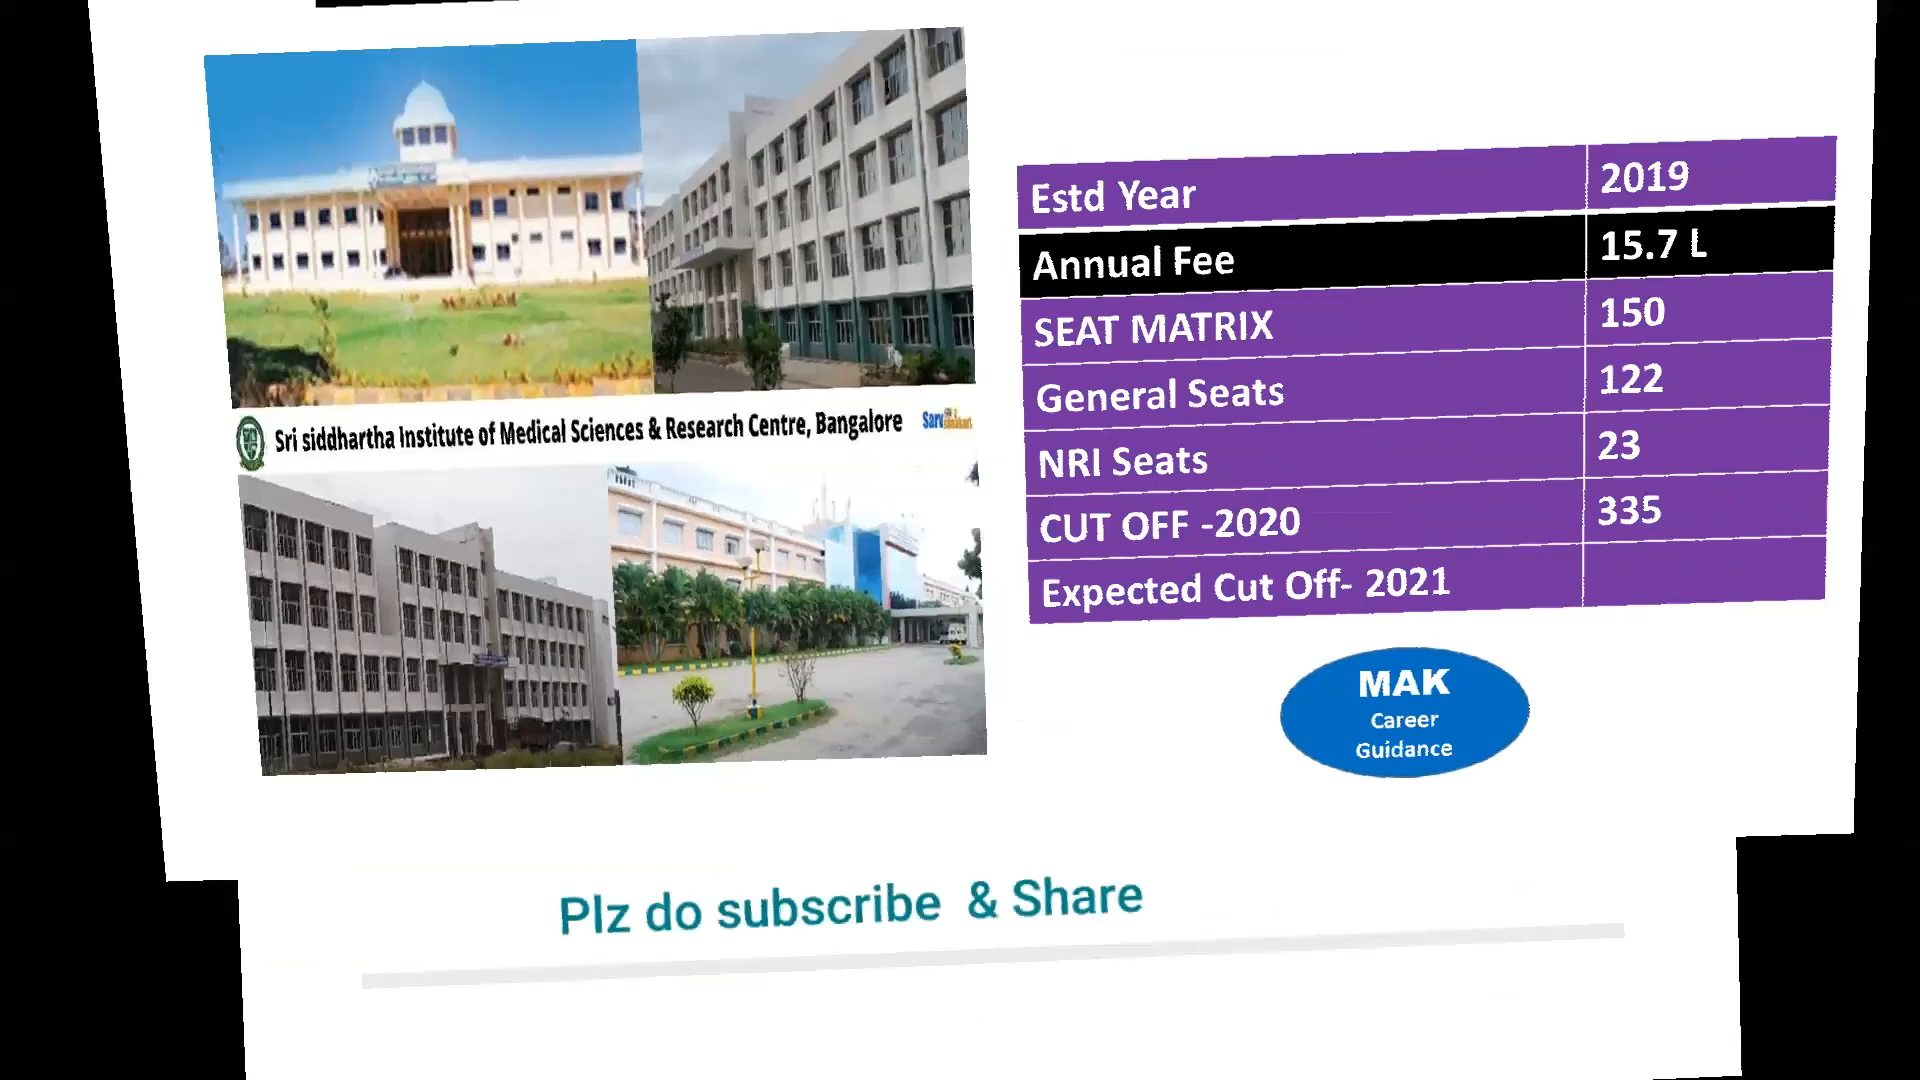 Sri siddhartha Institute of Medical Sciences & Research Centre, Bangalore
Estd Year 2019
Annual Fee 15.7 L
SEAT MATRIX 150
General Seats 122
NRI Seats 23
CUT OFF -2020 335
Expected Cut Off- 2021
MAK
Career
Guidance
Plz do subscribe & Share